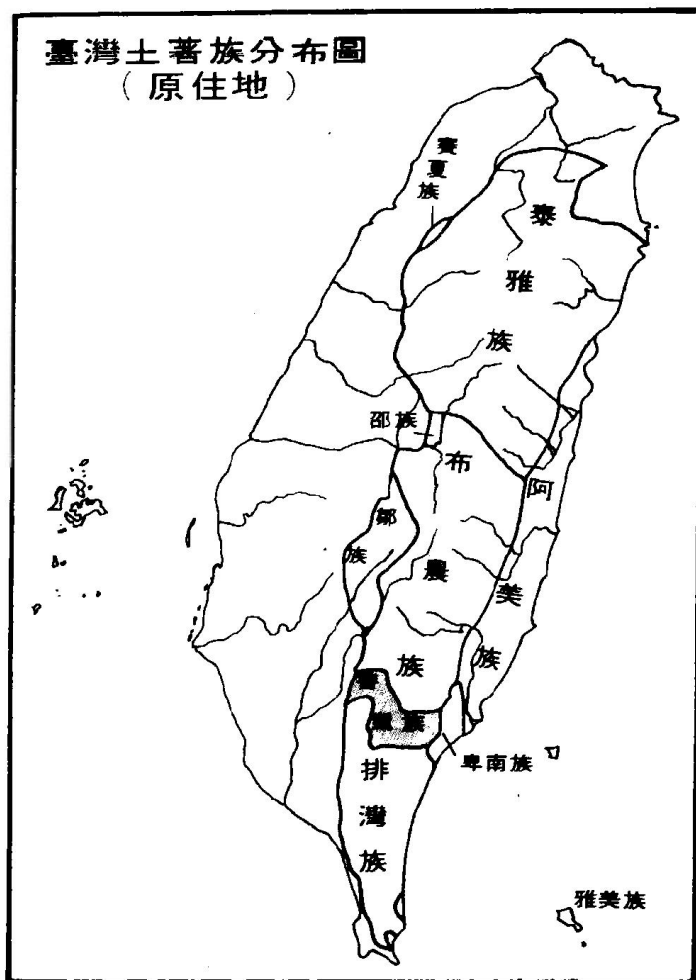 臺灣土著族分布圖
（原住地）
賽夏族
泰雅族
邵族
布農族
阿美族
鄒族
魯凱族
卑南族
排灣族
雅美族